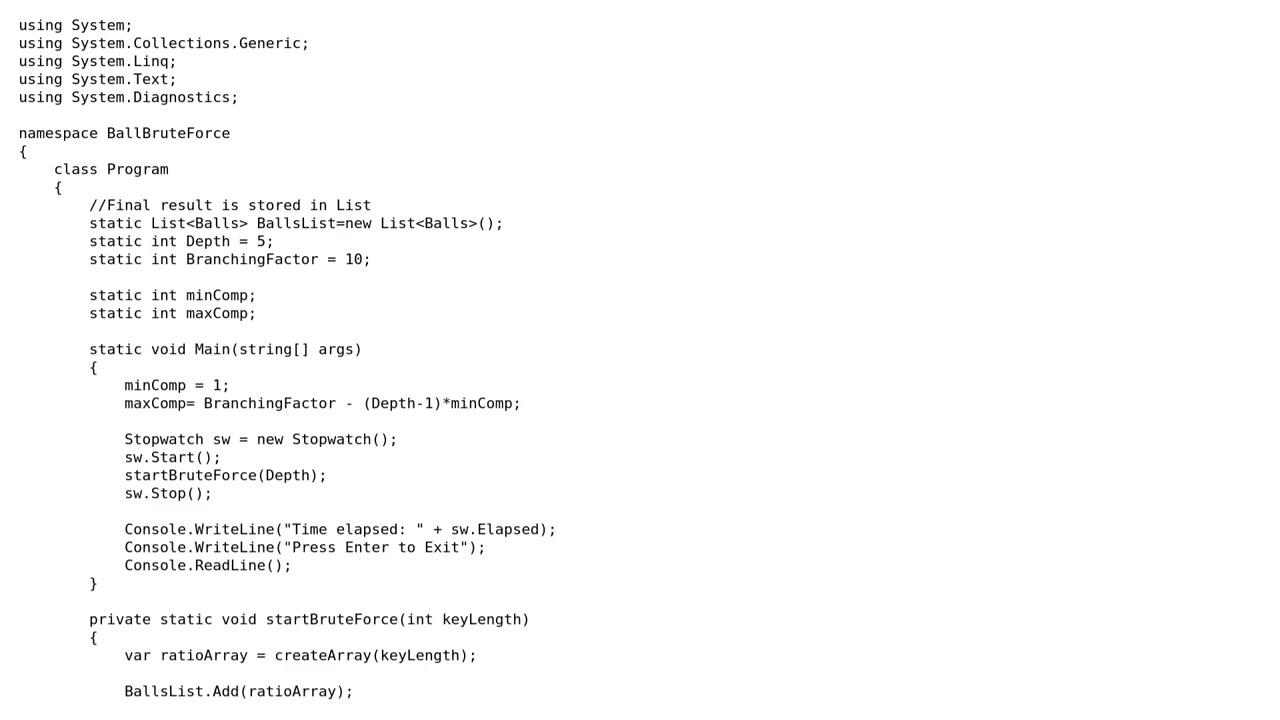 using System;
using System.Collections.Generic;
using System.Linq;
using System.Text;
using System.Diagnostics;

namespace BallBruteForce
{
    class Program
    {
        //Final result is stored in List
        static List<Balls> BallsList=new List<Balls>();
        static int Depth = 5;
        static int BranchingFactor = 10;

        static int minComp;
        static int maxComp;

        static void Main(string[] args)
        {
            minComp = 1;
            maxComp= BranchingFactor - (Depth-1)*minComp;

            Stopwatch sw = new Stopwatch();
            sw.Start();
            startBruteForce(Depth);
            sw.Stop();

            Console.WriteLine("Time elapsed: " + sw.Elapsed);
            Console.WriteLine("Press Enter to Exit");
            Console.ReadLine();
        }

        private static void startBruteForce(int keyLength)
        {
            var ratioArray = createArray(keyLength);

            BallsList.Add(ratioArray);